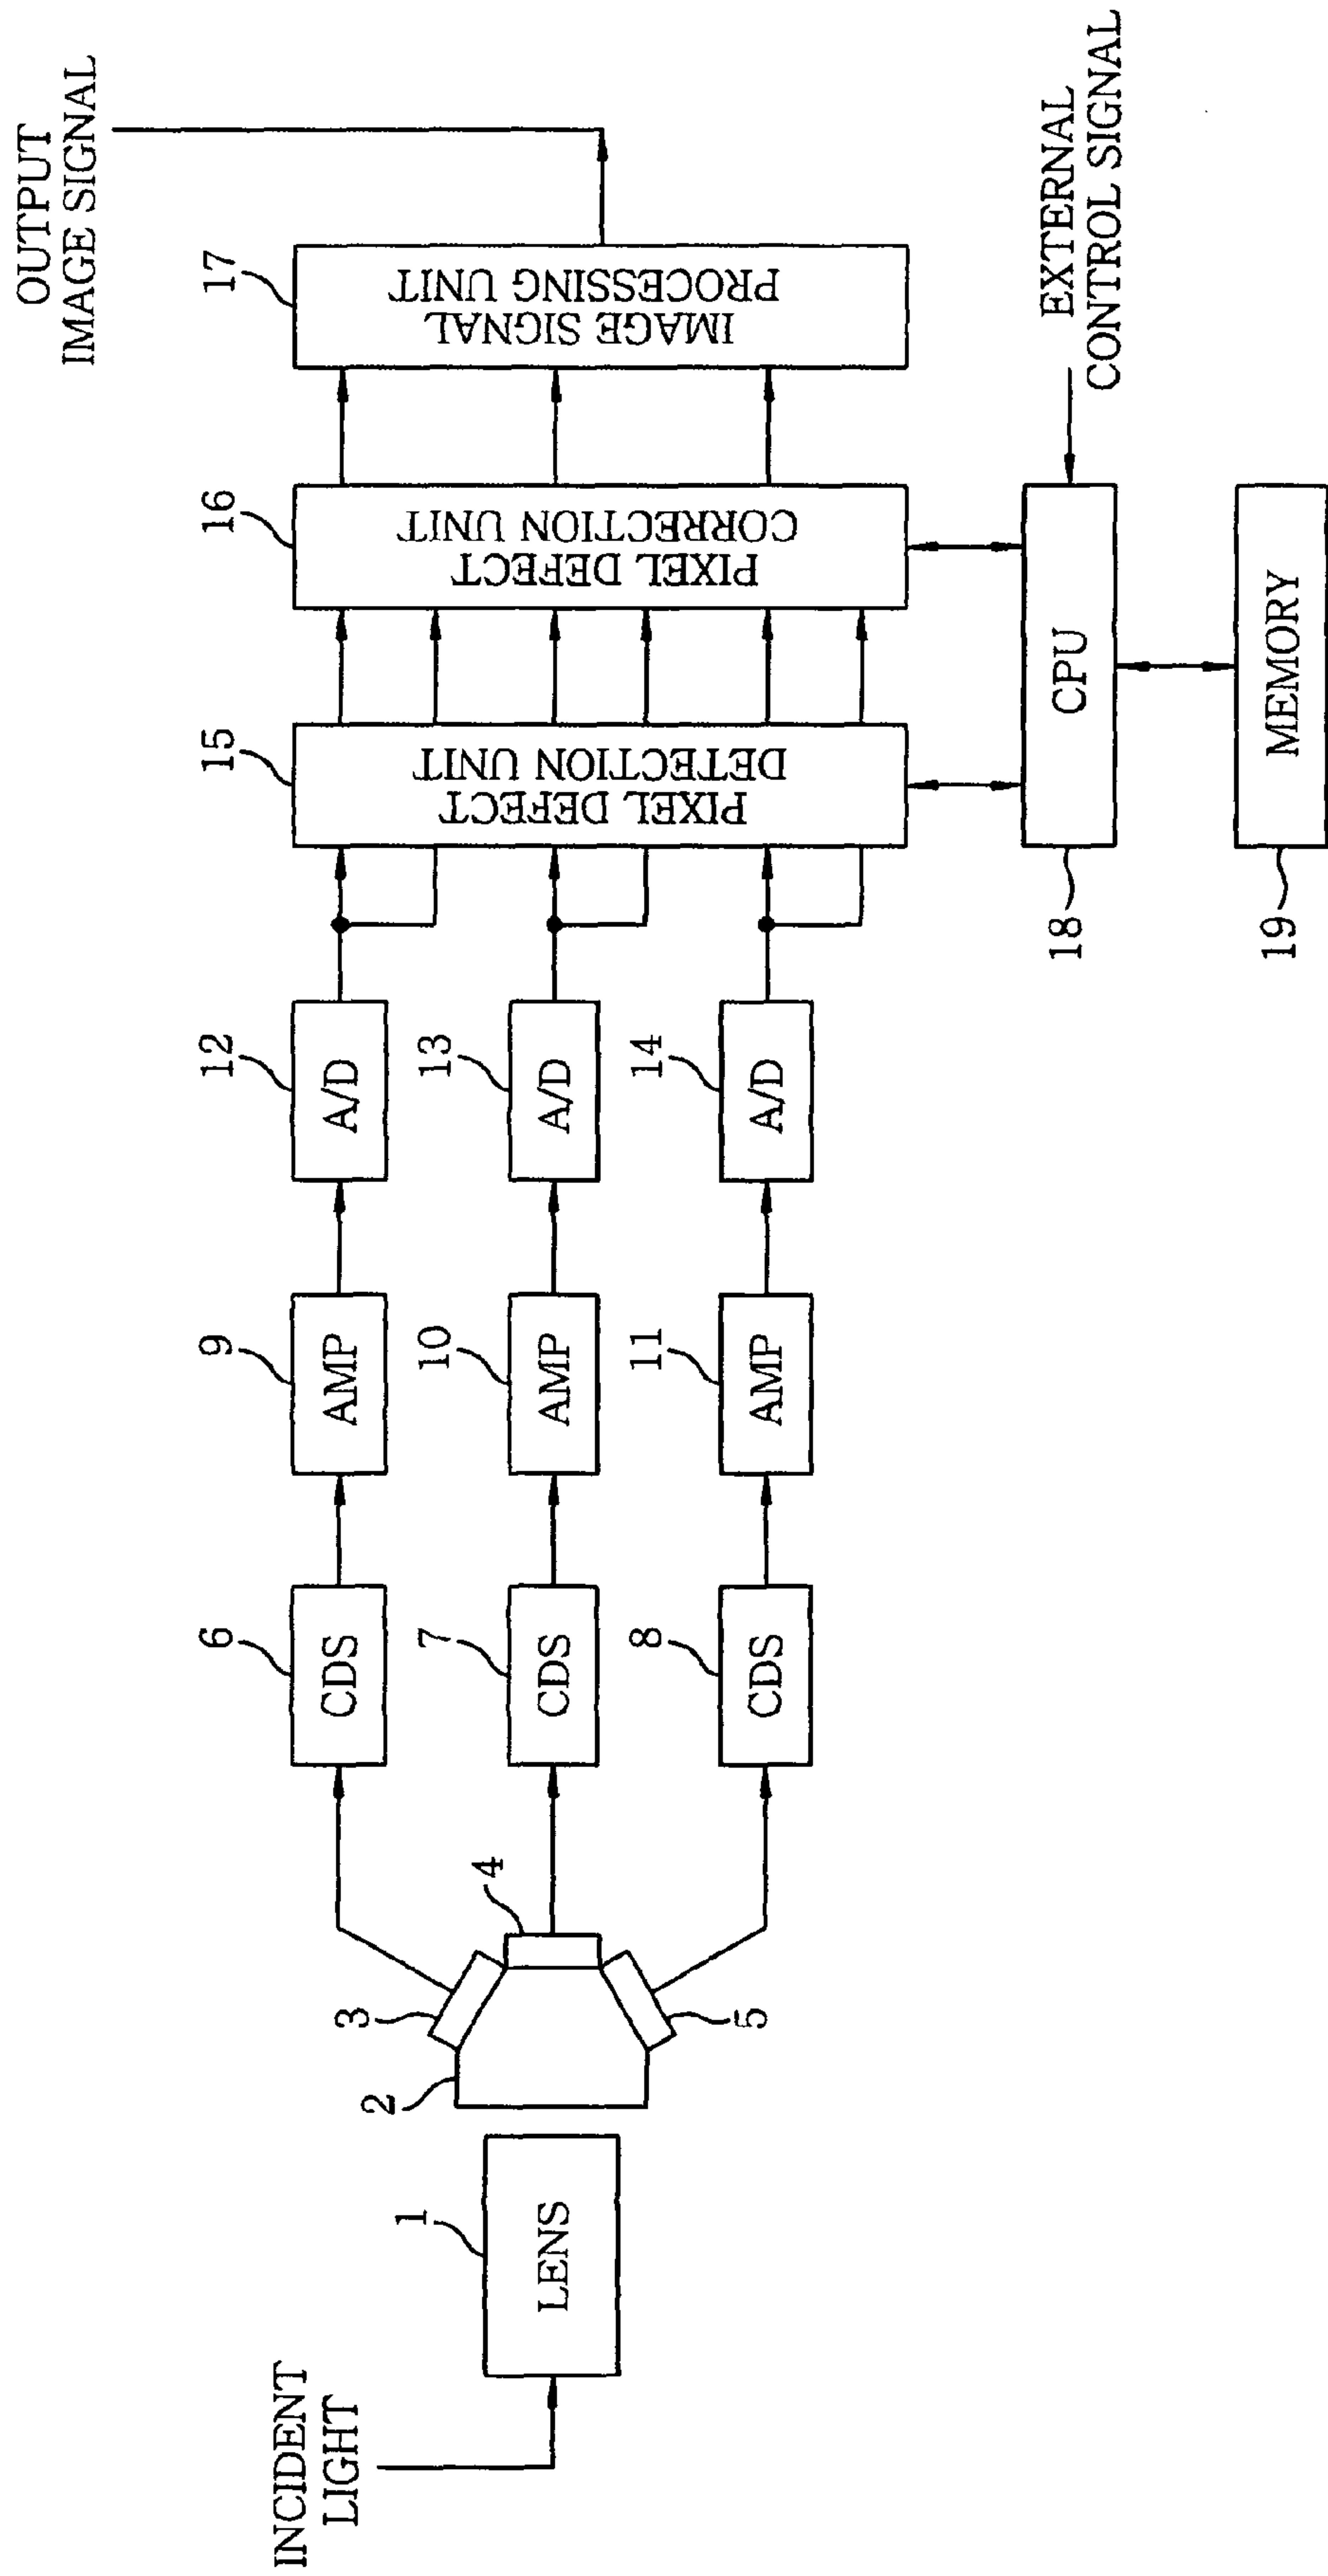 OUTPUT
IMAGE SIGNAL
17
IMAGE SIGNAL
PROCESSING UNIT
16
PIXEL DEFECT
CORRECTION UNIT
15
PIXEL DEFECT
DETECTION UNIT
EXTERNAL
CONTROL SIGNAL
CPU
18
MEMORY
19
12
A/D
13
A/D
14
A/D
9
AMP
10
AMP
11
AMP
6
CDS
7
CDS
8
CDS
3
4
5
2
1
LENS
INCIDENT
LIGHT